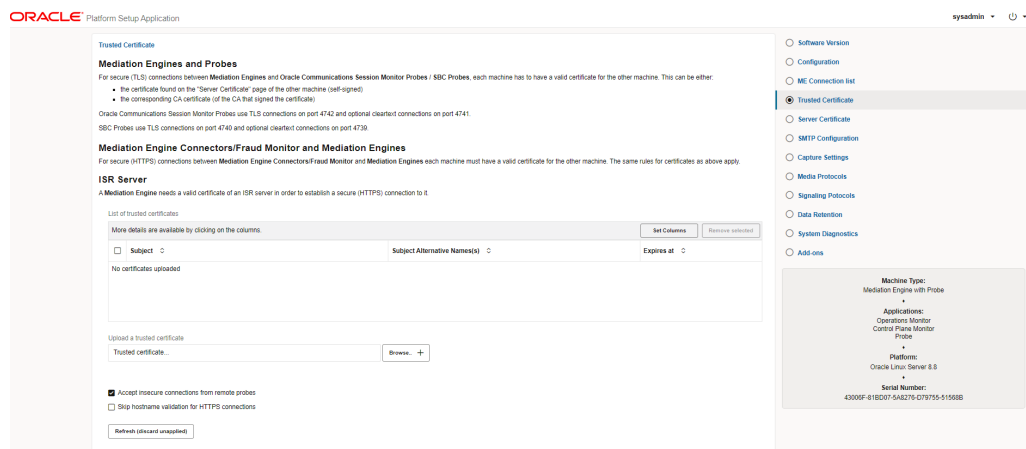 ORACLE Platform Setup Application
sysadmin
Trusted Certificate
Mediation Engines and Probes
For secure (TLS) connections between Mediation Engines and Oracle Communications Session Monitor Probes / SBC Probes, each machine has to have a valid certificate for the other machine. This can be either:
the certificate found on the "Server Certificate" page of the other machine (self-signed)
the corresponding CA certificate (of the CA that signed the certificate)
Oracle Communications Session Monitor Probes use TLS connections on port 4742 and optional cleartext connections on port 4741.
SBC Probes use TLS connections on port 4740 and optional cleartext connections on port 4739.
Mediation Engine Connectors/Fraud Monitor and Mediation Engines
For secure (HTTPS) connections between Mediation Engine Connectors/Fraud Monitor and Mediation Engines each machine must have a valid certificate for the other machine. The same rules for certificates as above apply.
ISR Server
A Mediation Engine needs a valid certificate of an ISR server in order to establish a secure (HTTPS) connection to it.
List of trusted certificates
More details are available by clicking on the columns.
Set Columns
Remove selected
Subject
Subject Alternative Names(s)
Expires at
No certificates uploaded
Upload a trusted certificate
Trusted certificate...
Browse..
Accept insecure connections from remote probes
Skip hostname validation for HTTPS connections
Refresh (discard unapplied)
Software Version
Configuration
ME Connection list
Trusted Certificate
Server Certificate
SMTP Configuration
Capture Settings
Media Protocols
Signaling Potocols
Data Retention
System Diagnostics
Add-ons
Machine Type:
Mediation Engine with Probe
Applications:
Operations Monitor
Control Plane Monitor
Probe
Platform:
Oracle Linux Server 8.8
Serial Number:
43006F-81BD07-5A8276-D79755-51568B